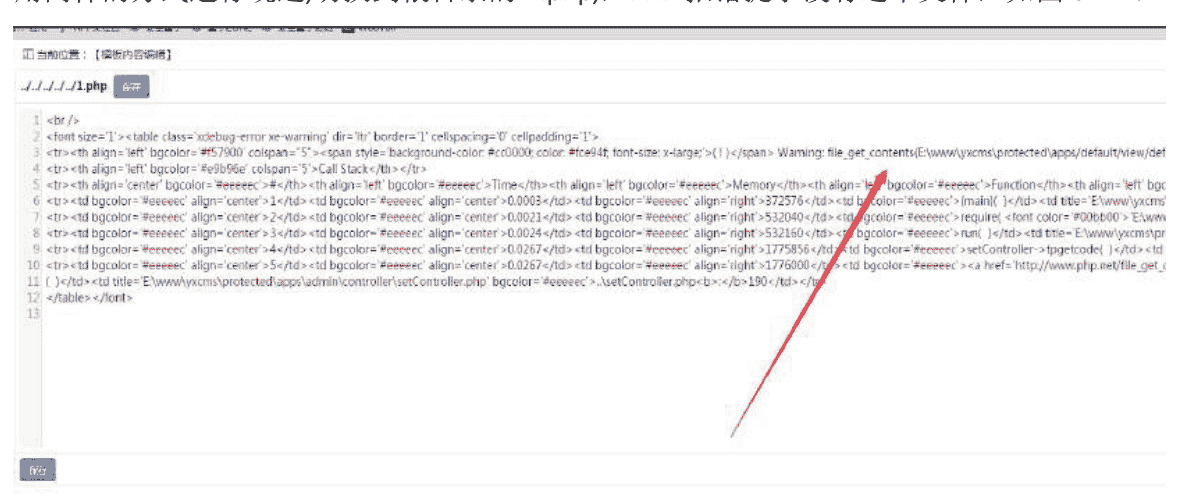 当前位置：【模板内容编辑】
../../../../../1.php 保存
1 <br />
2 <font size='1'><table class='xdebug-error xe-warning' dir='ltr' border='1' cellspacing='0' cellpadding='1'>
3 <tr><th align='left' bgcolor='#f57900' colspan="5"><span style='background-color: #cc0000; color: #fce94f; font-size: x-large;'>( ! )</span> Warning: file_get_contents(E:\www\yxcms\protected\apps/default/view/def
4 <tr><th align='left' bgcolor='#e9b96e' colspan='5'>Call Stack</th></tr>
5 <tr><th align='center' bgcolor='#eeeeec'>#</th><th align='left' bgcolor='#eeeeec'>Time</th><th align='left' bgcolor='#eeeeec'>Memory</th><th align='left' bgcolor='#eeeeec'>Function</th><th align='left' bgc
6 <tr><td bgcolor='#eeeeec' align='center'>1</td><td bgcolor='#eeeeec' align='center'>0.0003</td><td bgcolor='#eeeeec' align='right'>372576</td><td bgcolor='#eeeeec'>{main}( )</td><td title='E:\www\yxcms\
7 <tr><td bgcolor='#eeeeec' align='center'>2</td><td bgcolor='#eeeeec' align='center'>0.0021</td><td bgcolor='#eeeeec' align='right'>532040</td><td bgcolor='#eeeeec'>require( <font color='#00bb00'>'E:\www
8 <tr><td bgcolor='#eeeeec' align='center'>3</td><td bgcolor='#eeeeec' align='center'>0.0024</td><td bgcolor='#eeeeec' align='right'>532160</td><td bgcolor='#eeeeec'>run( )</td><td title='E:\www\yxcms\pr
9 <tr><td bgcolor='#eeeeec' align='center'>4</td><td bgcolor='#eeeeec' align='center'>0.0267</td><td bgcolor='#eeeeec' align='right'>1775856</td><td bgcolor='#eeeeec'>setController->tpgetcode( )</td><td
10 <tr><td bgcolor='#eeeeec' align='center'>5</td><td bgcolor='#eeeeec' align='center'>0.0267</td><td bgcolor='#eeeeec' align='right'>1776000</td><td bgcolor='#eeeeec'><a href='http://www.php.net/file_get_
11 ( )</td><td title='E:\www\yxcms\protected\apps\admin\controller\setController.php' bgcolor='#eeeeec'>..\setController.php<b>:</b>190</td></tr>
12 </table></font>
13
保存